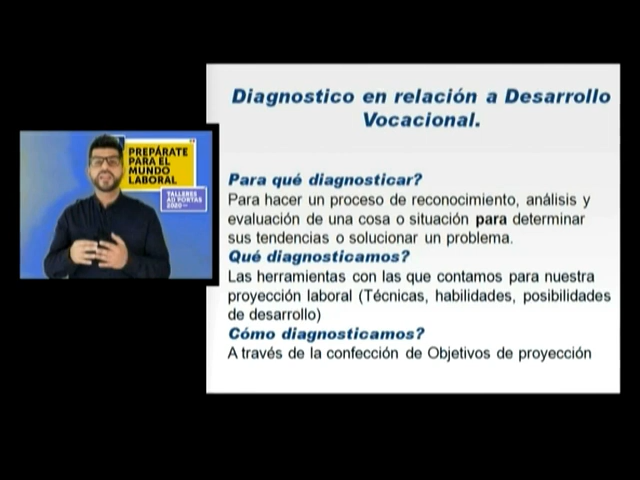 PREPÁRATE
PARA EL
MUNDO
LABORAL
TALLERES
AD PORTAS
2020
Diagnostico en relación a Desarrollo
Vocacional.
Para qué diagnosticar?
Para hacer un proceso de reconocimiento, análisis y
evaluación de una cosa o situación para determinar
sus tendencias o solucionar un problema.
Qué diagnosticamos?
Las herramientas con las que contamos para nuestra
proyección laboral (Técnicas, habilidades, posibilidades
de desarrollo)
Cómo diagnosticamos?
A través de la confección de Objetivos de proyección